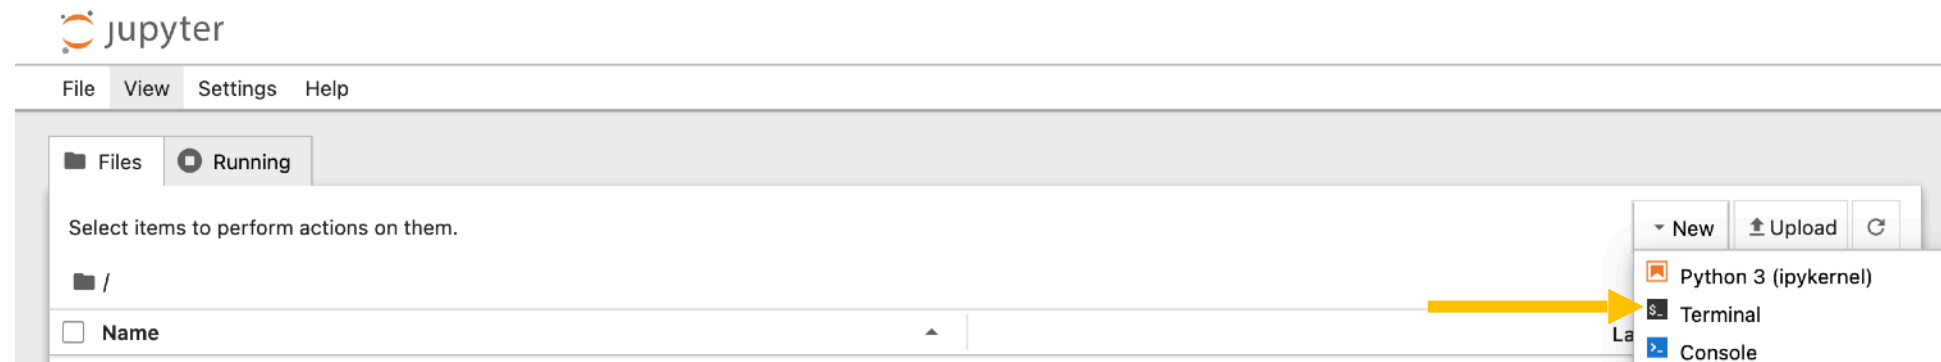 jupyter
File View Settings Help
Files Running
Select items to perform actions on them.
New Upload
/
Python 3 (ipykernel)
$_ Terminal
Name La
>_ Console